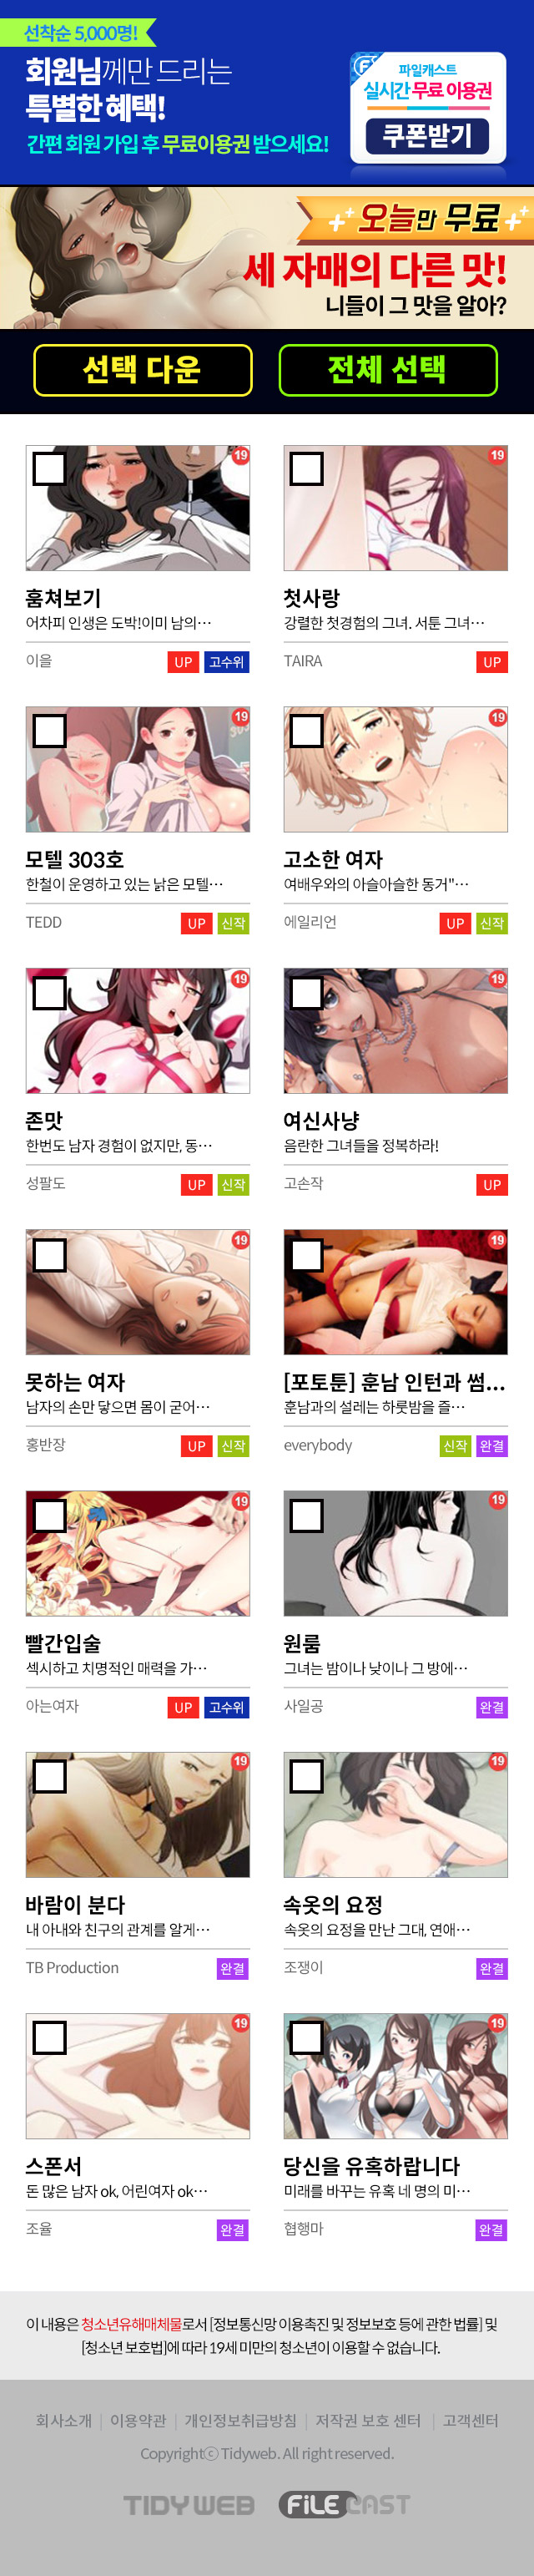 선착순 5,000명!
회원님께만 드리는
특별한 혜택!
간편 회원 가입 후 무료이용권 받으세요!
파일캐스트
실시간 무료 이용권
쿠폰받기
오늘만 무료
세 자매의 다른 맛!
니들이 그 맛을 알아?
선택 다운 전체 선택
19 19
훔쳐보기
어차피 인생은 도박!이미 남의…
이을 UP 고수위
첫사랑
강렬한 첫경험의 그녀. 서툰 그녀…
TAIRA UP
19 19
모텔 303호
한철이 운영하고 있는 낡은 모텔…
TEDD UP 신작
고소한 여자
여배우와의 아슬아슬한 동거"…
에일리언 UP 신작
19 19
존맛
한번도 남자 경험이 없지만, 동…
성팔도 UP 신작
여신사냥
음란한 그녀들을 정복하라!
고손작 UP
19 19
못하는 여자
남자의 손만 닿으면 몸이 굳어…
홍반장 UP 신작
[포토툰] 훈남 인턴과 썸...
훈남과의 설레는 하룻밤을 즐…
everybody 신작 완결
19 19
빨간입술
섹시하고 치명적인 매력을 가…
아는여자 UP 고수위
원룸
그녀는 밤이나 낮이나 그 방에…
사일공 완결
19 19
바람이 분다
내 아내와 친구의 관계를 알게…
TB Production 완결
속옷의 요정
속옷의 요정을 만난 그대, 연애…
조쟁이 완결
19 19
스폰서
돈 많은 남자 ok, 어린여자 ok…
조율 완결
당신을 유혹하랍니다
미래를 바꾸는 유혹 네 명의 미…
협행마 완결
이 내용은 청소년유해매체물로서 [정보통신망 이용촉진 및 정보보호 등에 관한 법률] 및
[청소년 보호법]에 따라 19세 미만의 청소년이 이용할 수 없습니다.
회사소개 | 이용약관 | 개인정보취급방침 | 저작권 보호 센터 | 고객센터
Copyrightⓒ Tidyweb. All right reserved.
TIDY WEB FiLE CAST